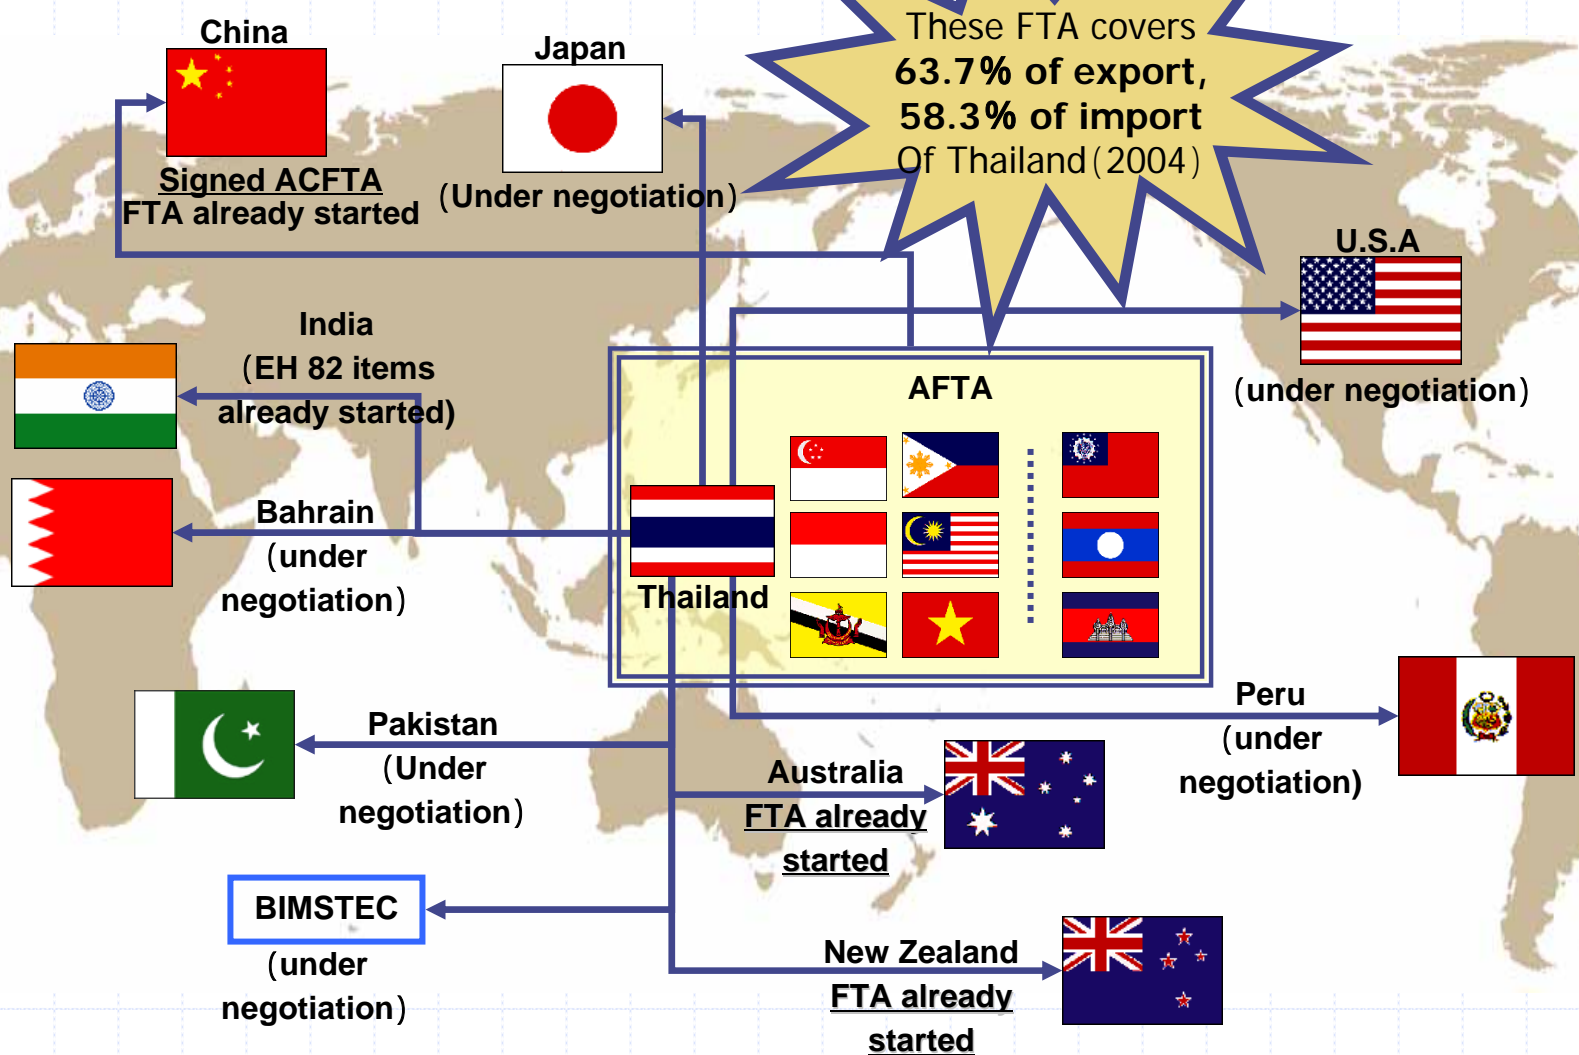 These FTA covers
63.7% of export,
58.3% of import
Of Thailand(2004)
China
Signed ACFTA
FTA already started
Japan
(Under negotiation)
U.S.A
(under negotiation)
India
(EH 82 items
already started)
AFTA
Bahrain
(under
negotiation)
Thailand
Pakistan
(Under
negotiation)
Peru
(under
negotiation)
Australia
FTA already
started
BIMSTEC
(under
negotiation)
New Zealand
FTA already
started